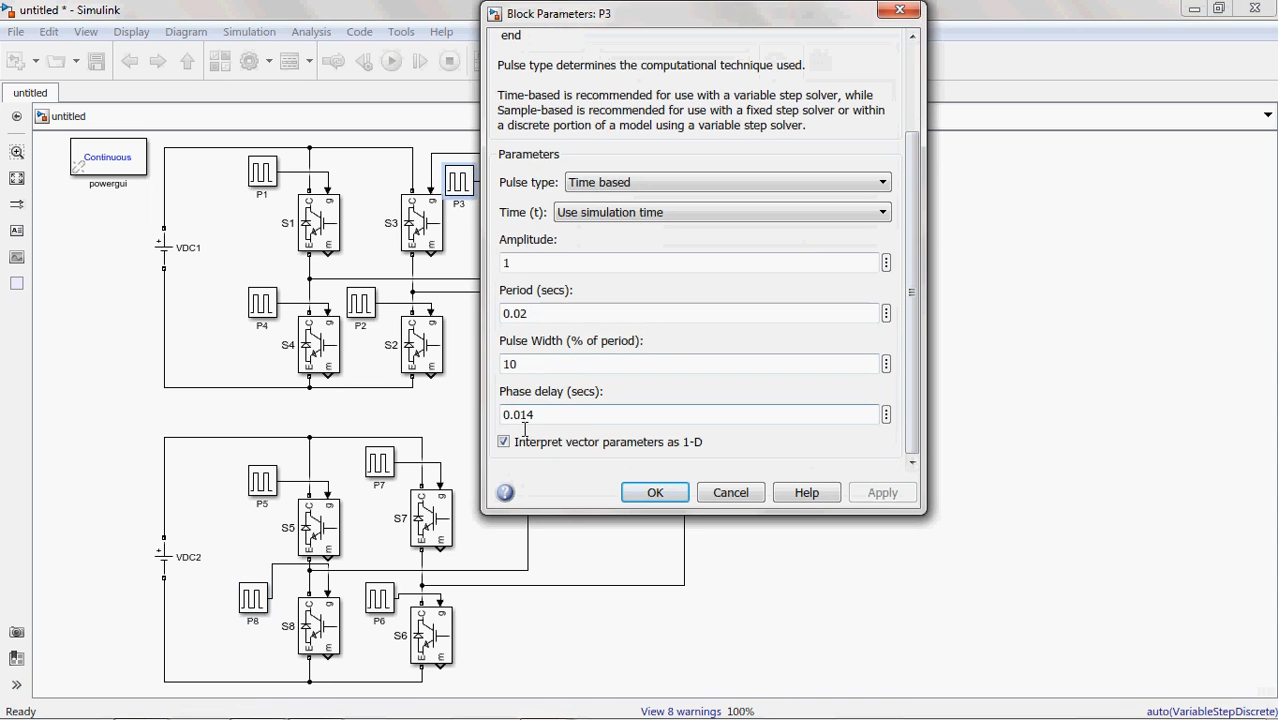 untitled * - Simulink
File Edit View Display Diagram Simulation Analysis Code Tools Help
untitled
untitled
Continuous
powergui
P1
S1
S3
P3
VDC1
P4
P2
S4
S2
P5
P7
S5
S7
VDC2
P8
P6
S8
S6
g C E m
g C E m
g C E m
g C E m
g C E m
g C E m
g C E m
g C E m
Block Parameters: P3
end
Pulse type determines the computational technique used.
Time-based is recommended for use with a variable step solver, while
Sample-based is recommended for use with a fixed step solver or within
a discrete portion of a model using a variable step solver.
Parameters
Pulse type: Time based
Time (t): Use simulation time
Amplitude:
1
Period (secs):
0.02
Pulse Width (% of period):
10
Phase delay (secs):
0.014
Interpret vector parameters as 1-D
OK Cancel Help Apply
Ready View 8 warnings 100% auto(VariableStepDiscrete)